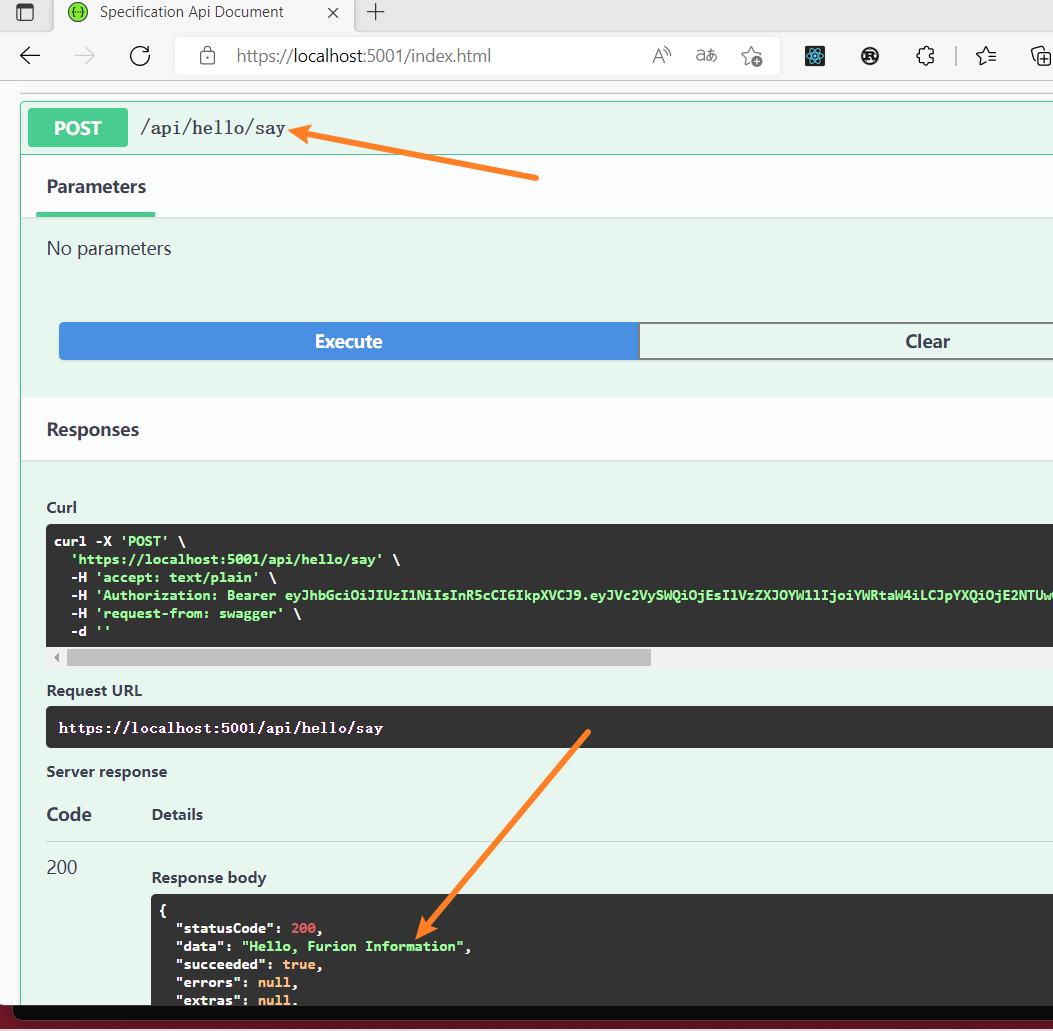 Specification Api Document
https://localhost:5001/index.html
POST /api/hello/say
Parameters
No parameters
Execute Clear
Responses
Curl
curl -X 'POST' \
'https://localhost:5001/api/hello/say' \
-H 'accept: text/plain' \
-H 'Authorization: Bearer eyJhbGciOiJIUzI1NiIsInR5cCI6IkpXVCJ9.eyJVc2VySWQiOjEsIlVzZXJOYW1lIjoiYWRtaW4iLCJpYXQiOjE2NTUw
-H 'request-from: swagger' \
-d ''
Request URL
https://localhost:5001/api/hello/say
Server response
Code Details
200
Response body
{
"statusCode": 200,
"data": "Hello, Furion Information",
"succeeded": true,
"errors": null,
"extras": null,